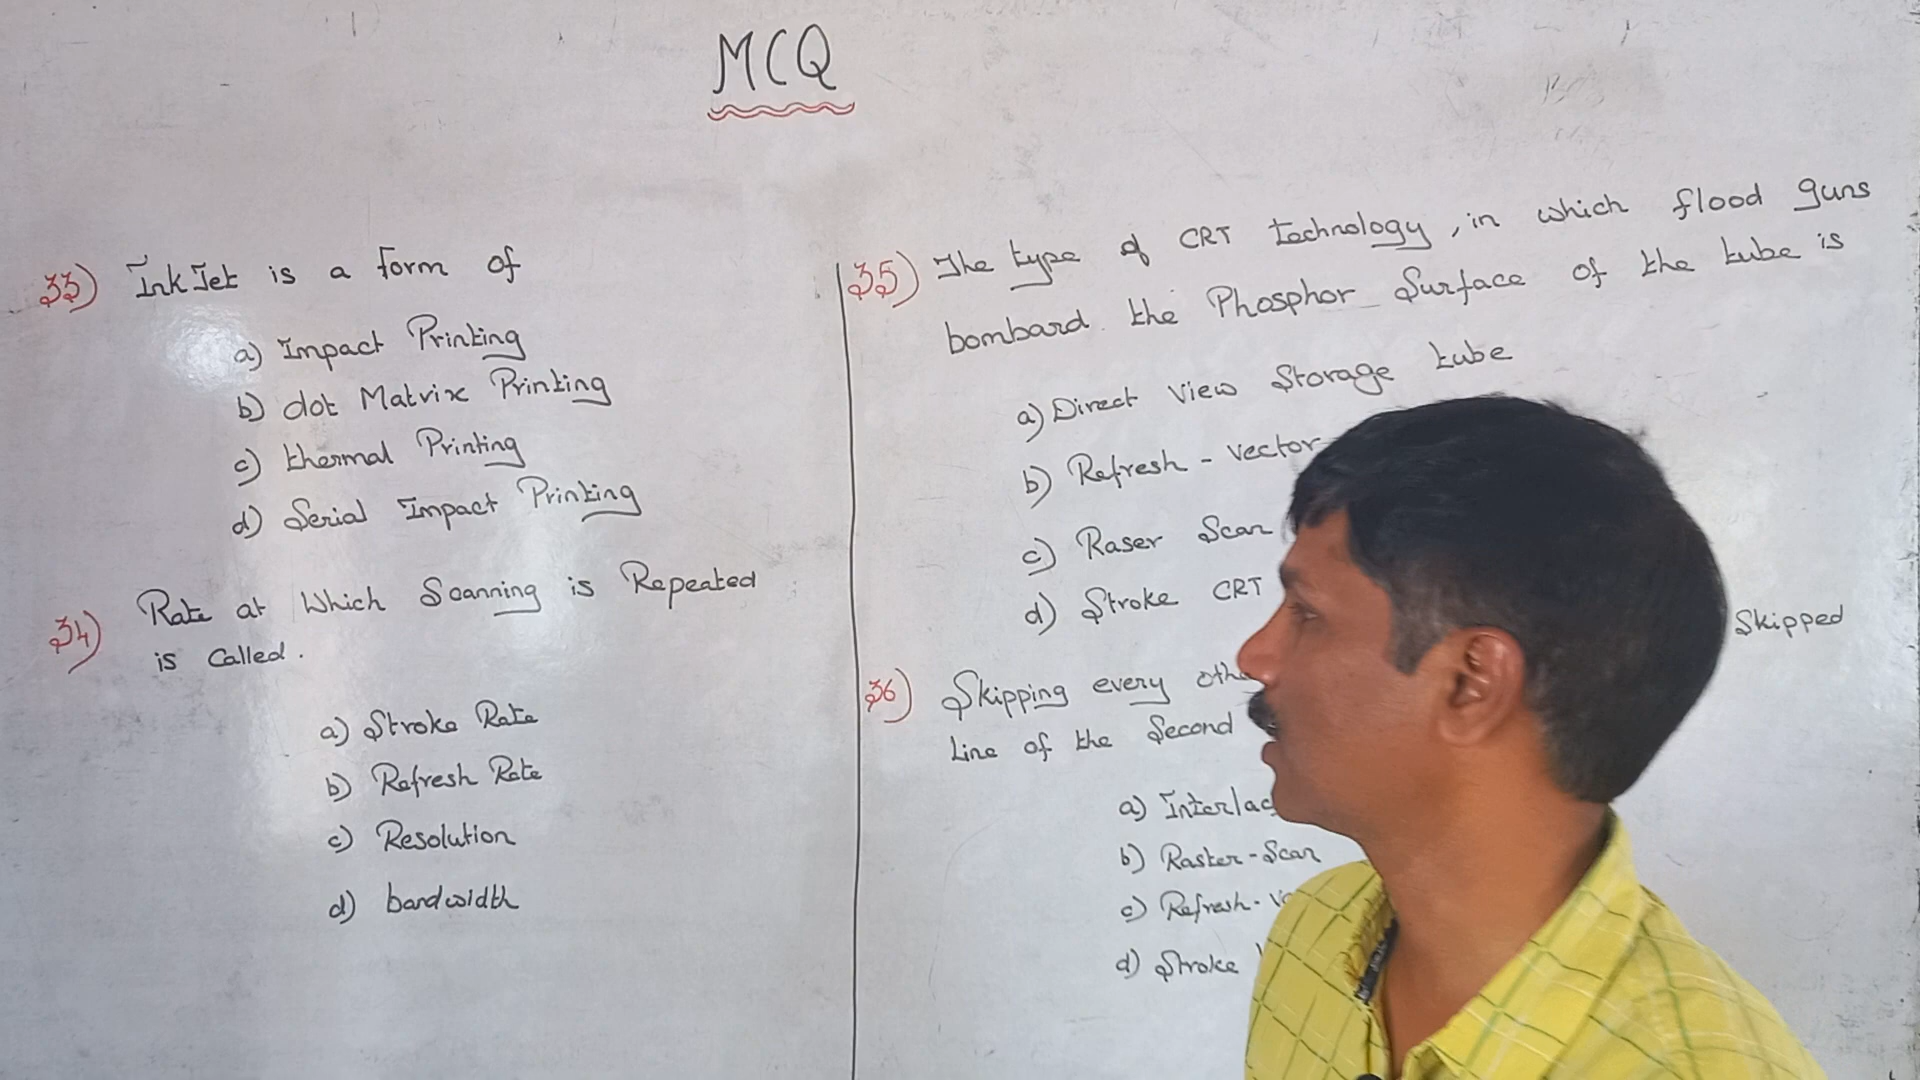 MCQ
33) InkJet is a form of
a) Impact Printing
b) dot Matrix Printing
c) thermal Printing
d) Serial Impact Printing
34) Rate at Which Scanning is Repeated
is Called.
a) Stroke Rate
b) Refresh Rate
c) Resolution
d) bandwidth
35) The type of CRT technology, in which flood guns
bombard the Phosphor Surface of the tube is
a) Direct View Storage tube
b) Refresh - vector
c) Raser Scan
d) Stroke CRT
36) Skipping every Skipped
Line of the Second
a)
b) Raster-Scan
c) Refresh-
d) Stroke